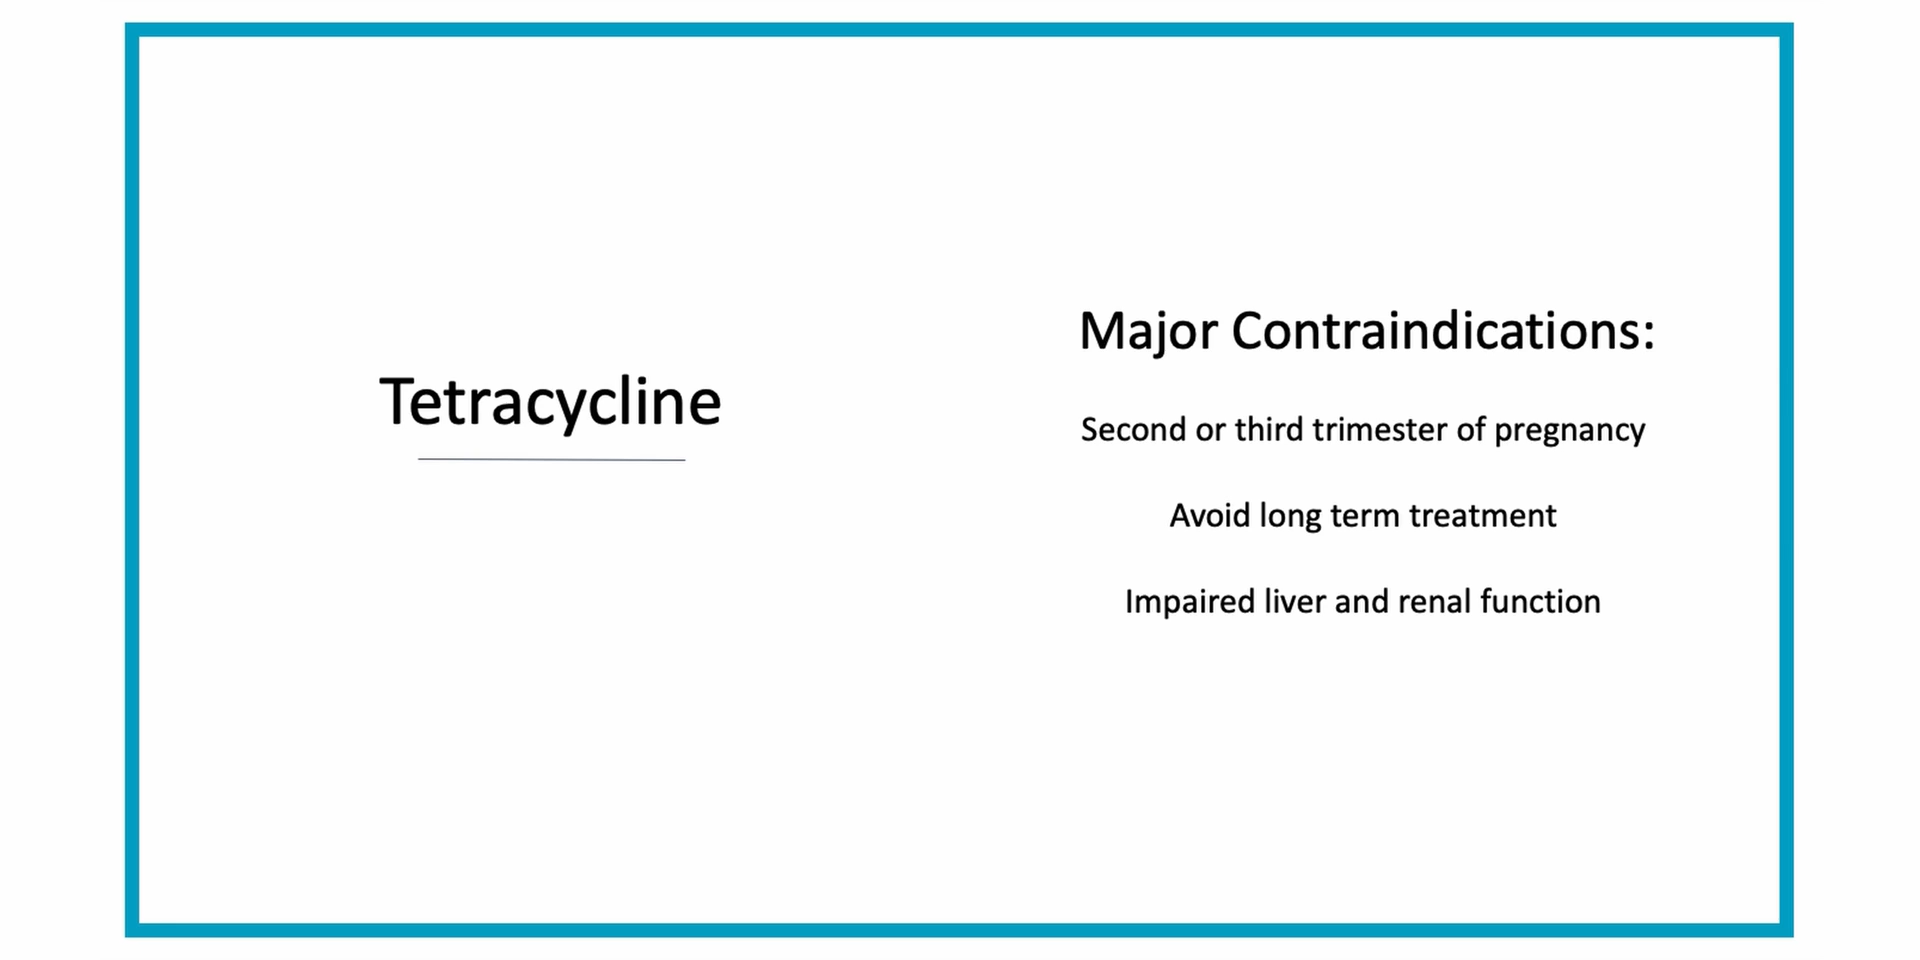 Tetracycline
Major Contraindications:
Second or third trimester of pregnancy
Avoid long term treatment
Impaired liver and renal function